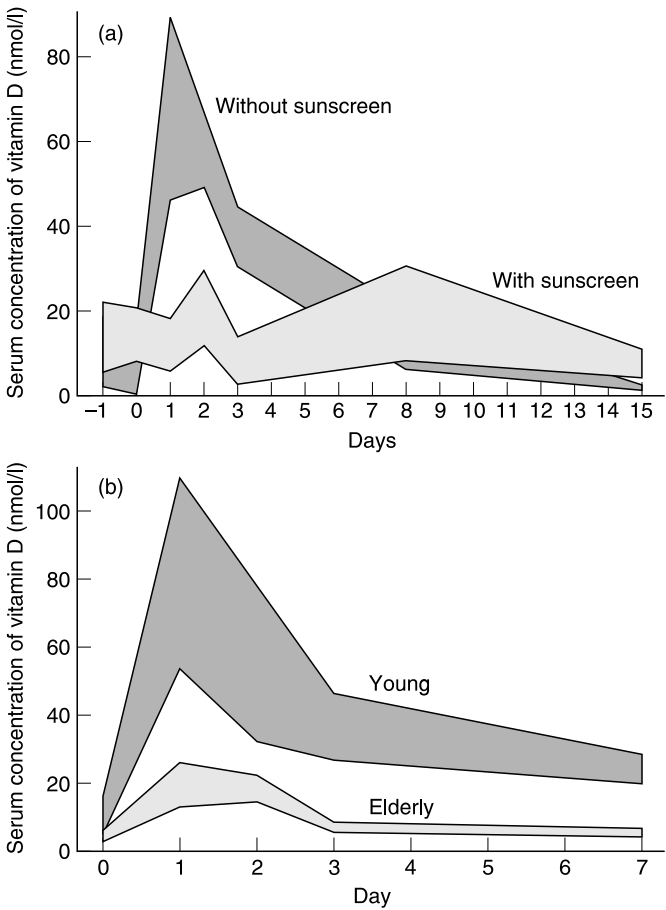 (a)
Serum concentration of vitamin D (nmol/l)
80
60
40
20
0
Without sunscreen
With sunscreen
–1 0 1 2 3 4 5 6 7 8 9 10 11 12 13 14 15
Days
(b)
Serum concentration of vitamin D (nmol/l)
100
80
60
40
20
0
Young
Elderly
0 1 2 3 4 5 6 7
Day